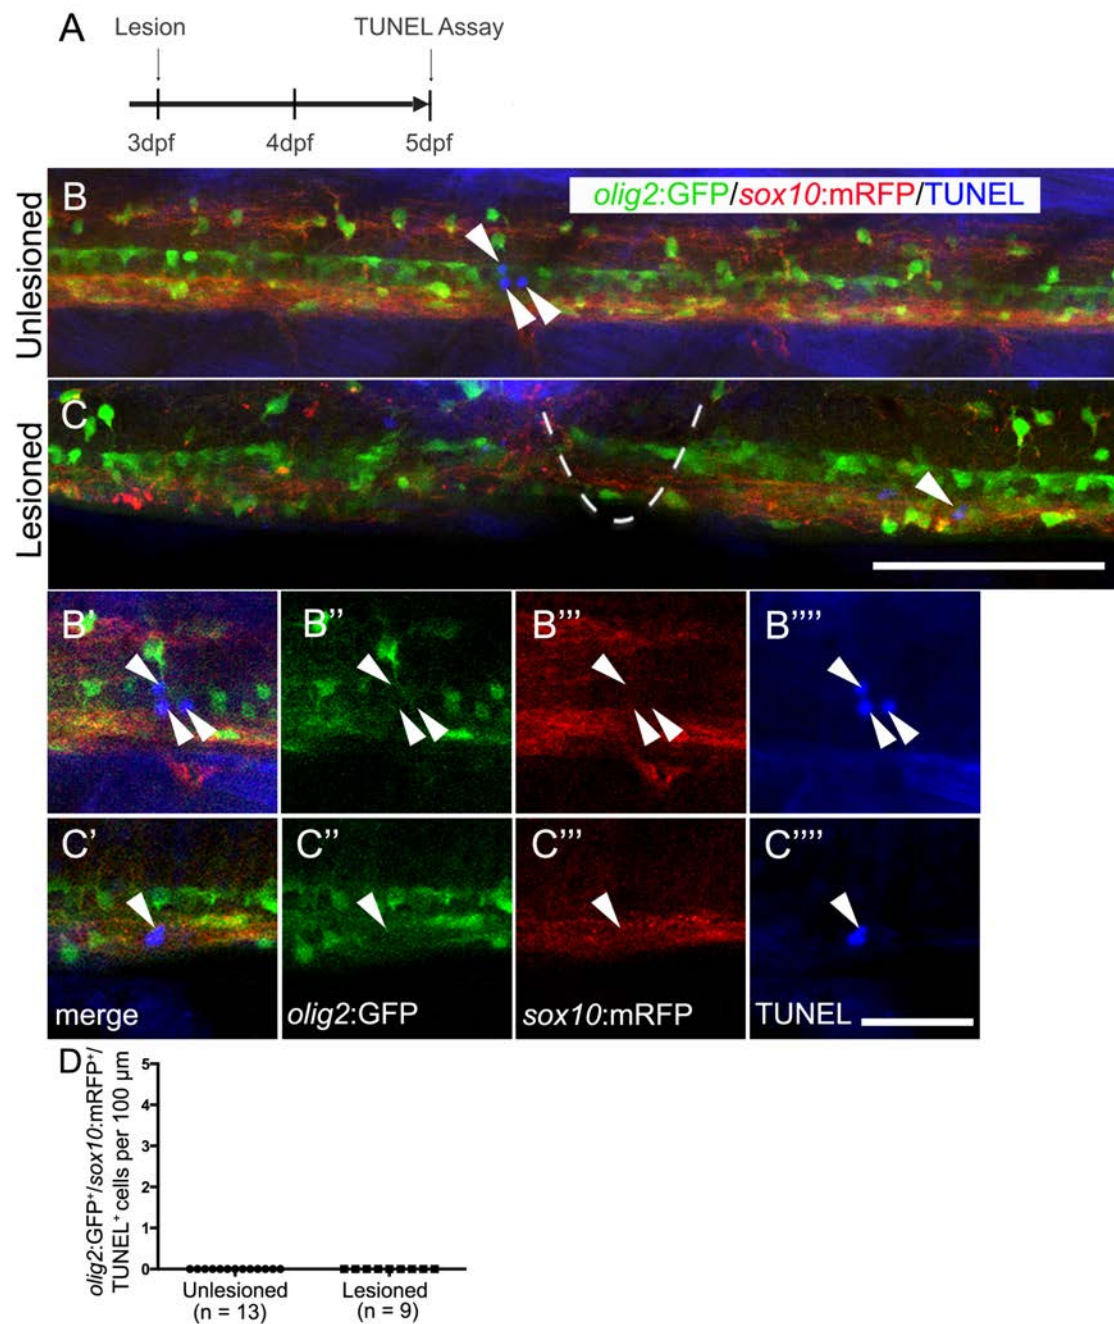 A
Lesion
TUNEL Assay
3dpf
4dpf
5dpf
Unlesioned
B
olig2:GFP/sox10:mRFP/TUNEL
Lesioned
C
B'
B''
B'''
B''''
C'
C''
C'''
C''''
merge
olig2:GFP
sox10:mRFP
TUNEL
D
olig2:GFP⁺/sox10:mRFP⁺/
TUNEL⁺ cells per 100 µm
5
4
3
2
1
0
Unlesioned
(n = 13)
Lesioned
(n = 9)